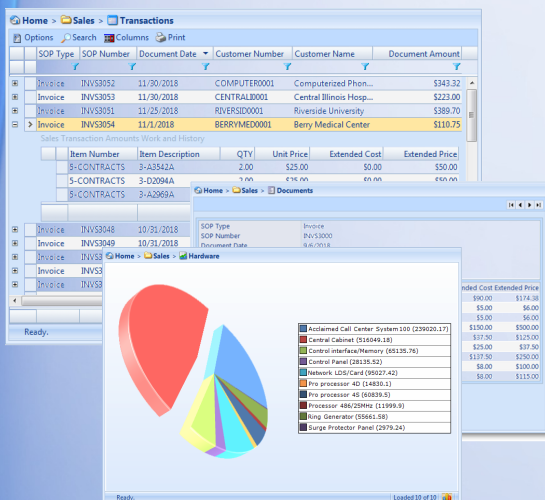 Home > Sales > Transactions
Options Search Columns Print
SOP Type SOP Number Document Date Customer Number Customer Name Document Amount
Invoice INVS3052 11/30/2018 COMPUTER0001 Computerized Phon... $343.32
Invoice INVS3053 11/30/2018 CENTRALI0001 Central Illinois Hosp... $223.00
Invoice INVS3051 11/25/2018 RIVERSID0001 Riverside University $389.70
Invoice INVS3054 11/1/2018 BERRYMED0001 Berry Medical Center $110.75
Sales Transaction Amounts Work and History
Item Number Item Description QTY Unit Price Extended Cost Extended Price
5-CONTRACTS 3-A3542A 2.00 $25.00 $0.00 $50.00
5-CONTRACTS 3-D2094A 2.00 $25.00 $0.00 $50.00
5-CONTRACTS 3-A2969A
Invoice INVS3048 10/31/2018
Invoice INVS3049 10/31/2018
Invoice
Invoice
Invoice
Ready.
Home > Sales > Documents
SOP Type Invoice
SOP Number INVS3000
Document Date 9/6/2018
nded Cost Extended Price
$90.00 $174.38
$5.00 $6.00
$5.00 $6.00
$150.00 $500.00
$37.50 $125.00
$25.00 $37.50
$137.50 $250.00
$8.00 $100.00
$8.00 $115.00
Home > Sales > Hardware
Acclaimed Call Center System 100 (239020.17)
Central Cabinet (516049.18)
Control interface/Memory (65135.76)
Control Panel (28135.52)
Network LDS/Card (95027.42)
Pro processor 4D (14830.1)
Pro processor 4S (60839.5)
Processor 486/25MHz (11999.9)
Ring Generator (55661.58)
Surge Protector Panel (2979.24)
Ready.
Loaded 10 of 10